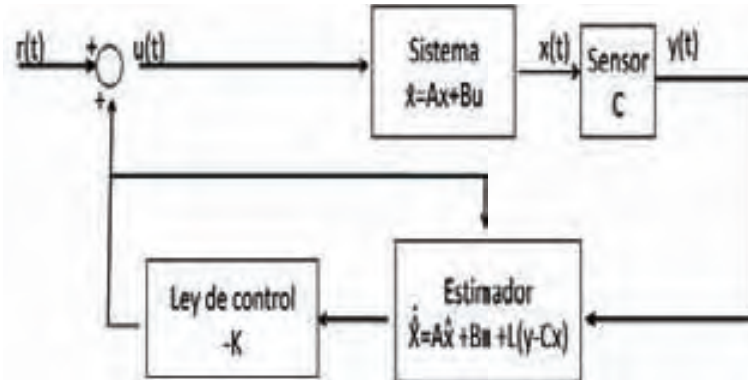 r(t)
+
u(t)
+
Sistema
ẋ=Ax+Bu
x(t)
Sensor
C
y(t)
Ley de control
-K
Estimador
x̂̇=Ax̂ +Bu +L(y-Cx)